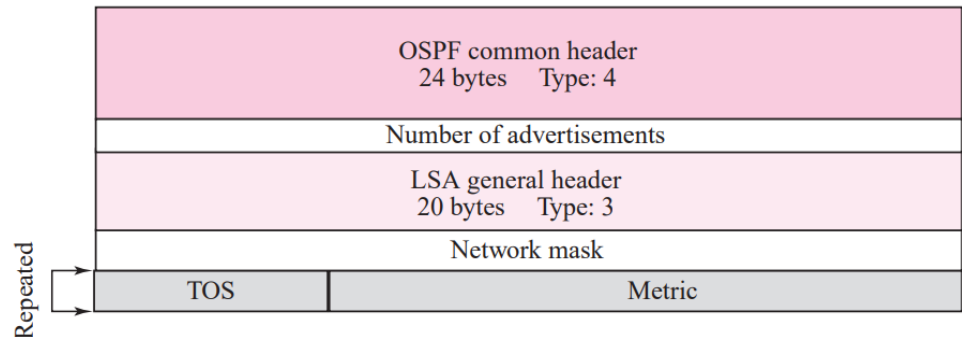 OSPF common header
24 bytes Type: 4
Number of advertisements
LSA general header
20 bytes Type: 3
Network mask
Repeated
TOS Metric